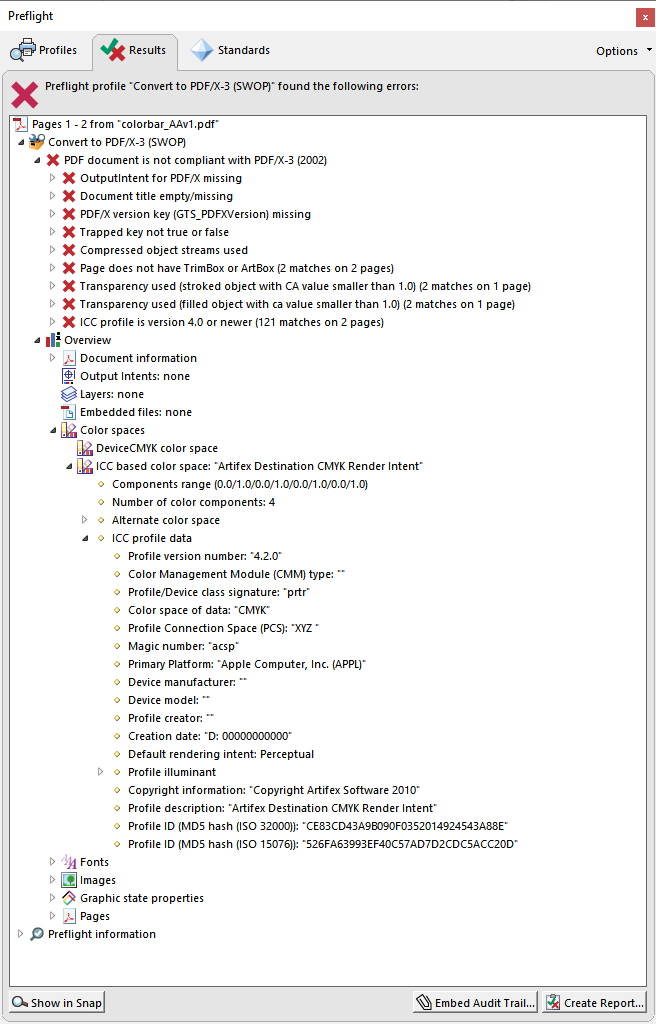 Preflight
x
Profiles
Results
Standards
Options
Preflight profile "Convert to PDF/X-3 (SWOP)" found the following errors:
Pages 1 - 2 from "colorbar_AAv1.pdf"
Convert to PDF/X-3 (SWOP)
PDF document is not compliant with PDF/X-3 (2002)
OutputIntent for PDF/X missing
Document title empty/missing
PDF/X version key (GTS_PDFXVersion) missing
Trapped key not true or false
Compressed object streams used
Page does not have TrimBox or ArtBox (2 matches on 2 pages)
Transparency used (stroked object with CA value smaller than 1.0) (2 matches on 1 page)
Transparency used (filled object with ca value smaller than 1.0) (2 matches on 1 page)
ICC profile is version 4.0 or newer (121 matches on 2 pages)
Overview
Document information
Output Intents: none
Layers: none
Embedded files: none
Color spaces
DeviceCMYK color space
ICC based color space: "Artifex Destination CMYK Render Intent"
Components range (0.0/1.0/0.0/1.0/0.0/1.0/0.0/1.0)
Number of color components: 4
Alternate color space
ICC profile data
Profile version number: "4.2.0"
Color Management Module (CMM) type: ""
Profile/Device class signature: "prtr"
Color space of data: "CMYK"
Profile Connection Space (PCS): "XYZ "
Magic number: "acsp"
Primary Platform: "Apple Computer, Inc. (APPL)"
Device manufacturer: ""
Device model: ""
Profile creator: ""
Creation date: "D: 00000000000"
Default rendering intent: Perceptual
Profile illuminant
Copyright information: "Copyright Artifex Software 2010"
Profile description: "Artifex Destination CMYK Render Intent"
Profile ID (MD5 hash (ISO 32000)): "CE83CD43A9B090F0352014924543A88E"
Profile ID (MD5 hash (ISO 15076)): "526FA63993EF40C57AD7D2CDC5ACC20D"
Fonts
Images
Graphic state properties
Pages
Preflight information
Show in Snap
Embed Audit Trail...
Create Report...